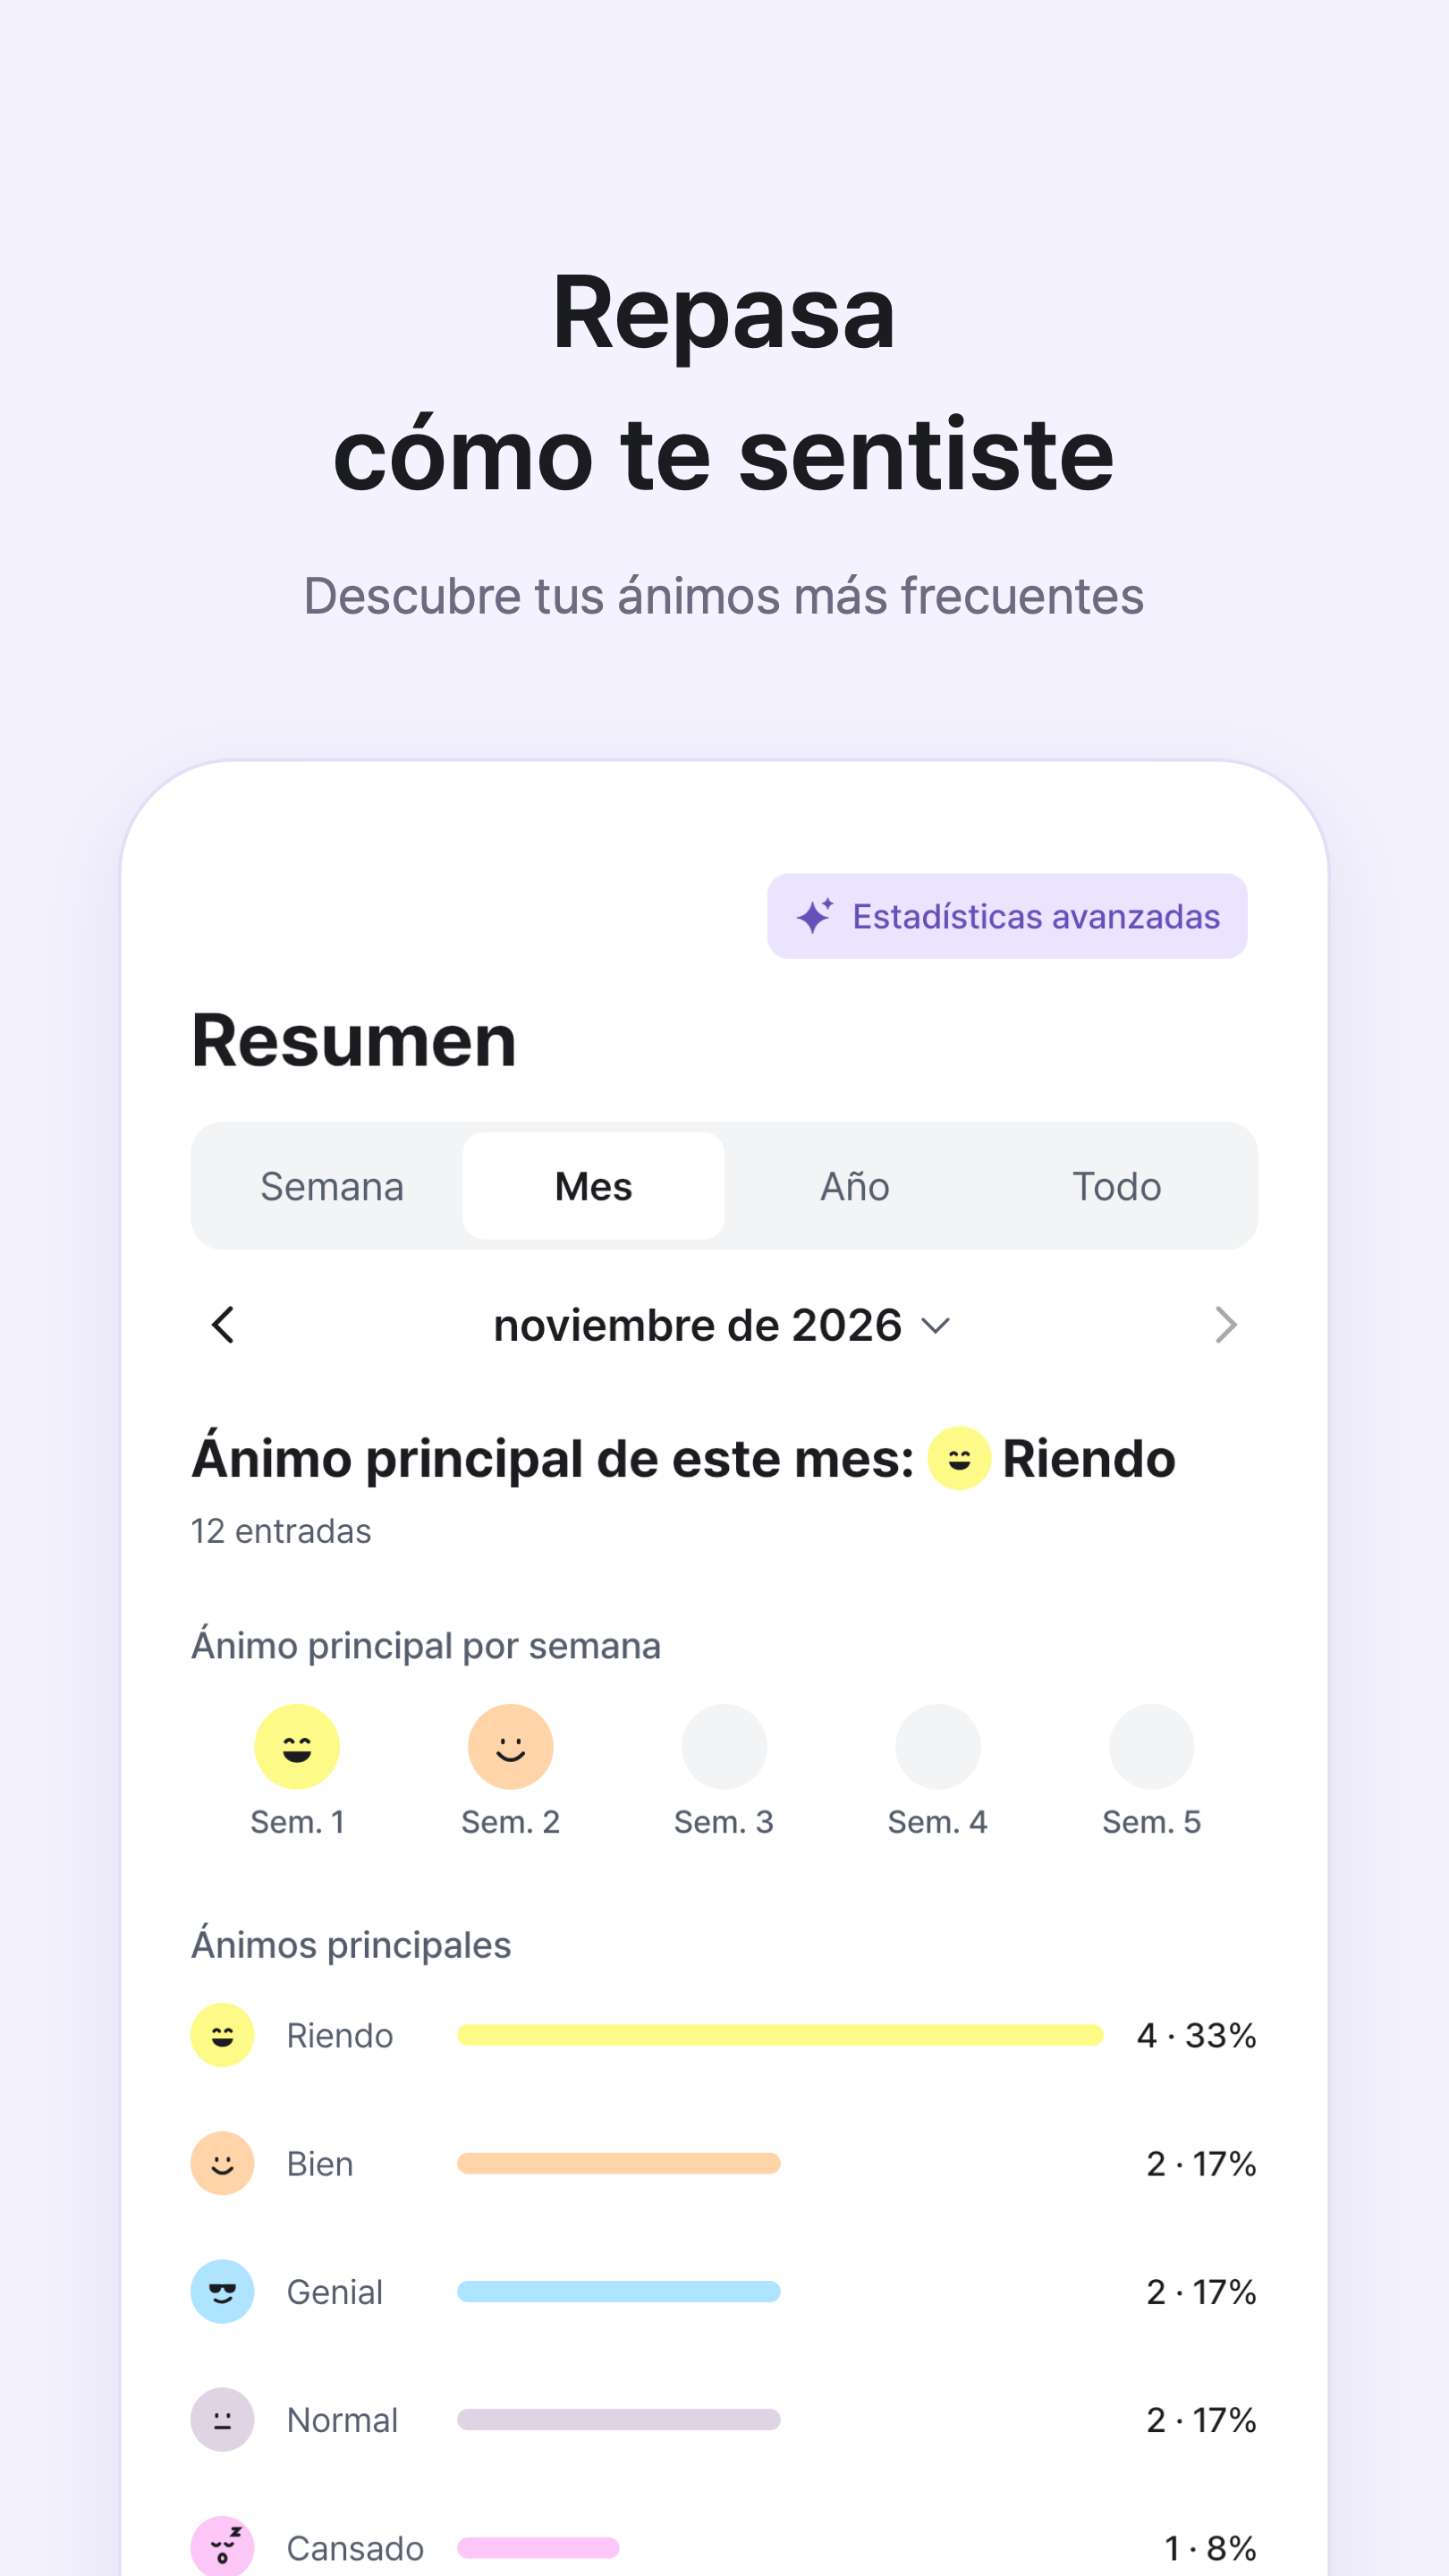 Repasa
cómo te sentiste
Descubre tus ánimos más frecuentes
Estadísticas avanzadas
Resumen
Semana Mes Año Todo
noviembre de 2026
Ánimo principal de este mes: Riendo
12 entradas
Ánimo principal por semana
Sem. 1 Sem. 2 Sem. 3 Sem. 4 Sem. 5
Ánimos principales
Riendo 4 · 33%
Bien 2 · 17%
Genial 2 · 17%
Normal 2 · 17%
Cansado 1 · 8%